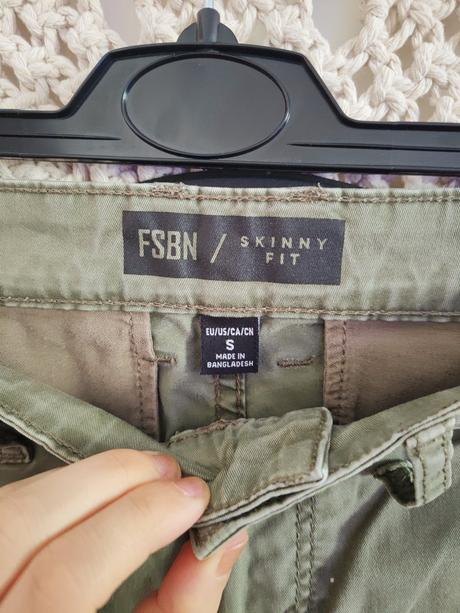 FSBN / SKINNY
FIT
EU/US/CA/CN
S
MADE IN
BANGLADESH